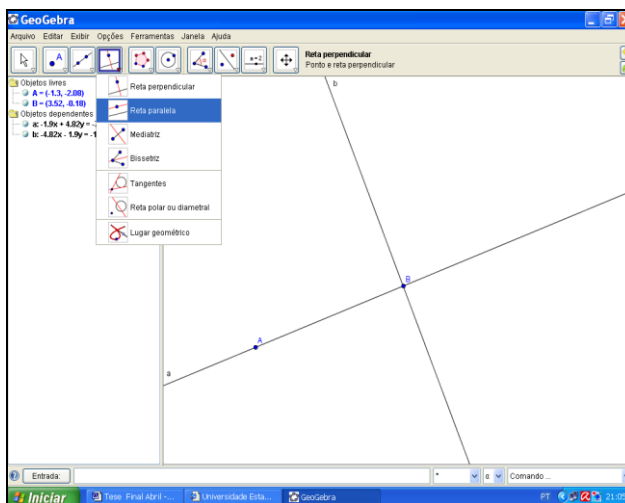 GeoGebra
Arquivo Editar Exibir Opções Ferramentas Janela Ajuda
A
a=2
Reta perpendicular
Ponto e reta perpendicular
Objetos livres
A = (-1.3, -2.08)
B = (3.52, -0.18)
Objetos dependentes
a: -1.9x + 4.82y =
b: -4.82x - 1.9y =
Reta perpendicular
Reta paralela
Mediatriz
Bissetriz
Tangentes
Reta polar ou diametral
Lugar geométrico
b
B
A
a
Entrada:
Comando ...
Iniciar
Tese Final Abril -...
Universidade Esta...
GeoGebra
PT
21:05